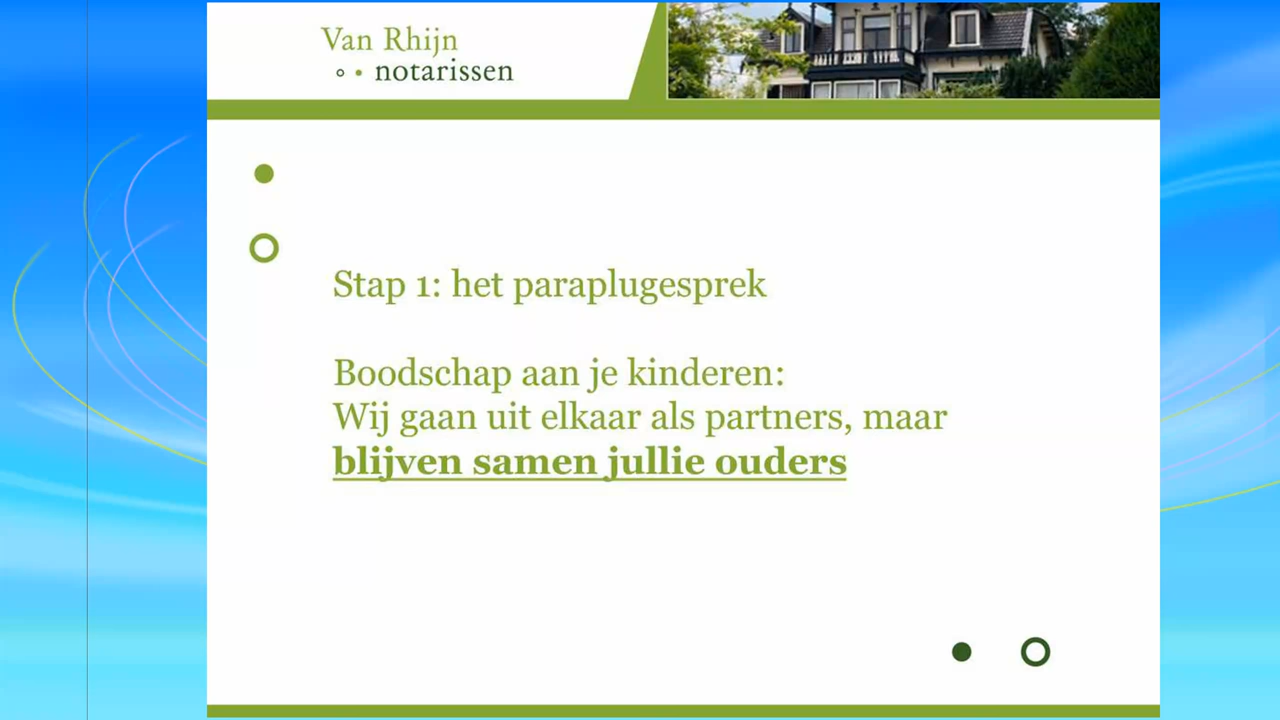 Van Rhijn
notarissen
Stap 1: het paraplugesprek
Boodschap aan je kinderen:
Wij gaan uit elkaar als partners, maar
blijven samen jullie ouders